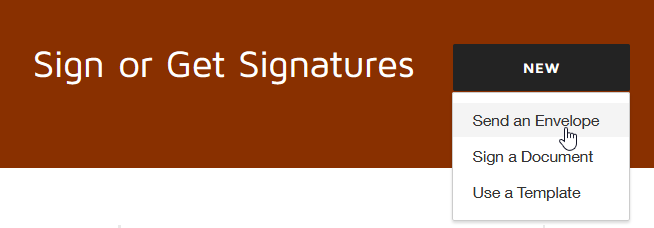 Sign or Get Signatures
NEW
Send an Envelope
Sign a Document
Use a Template